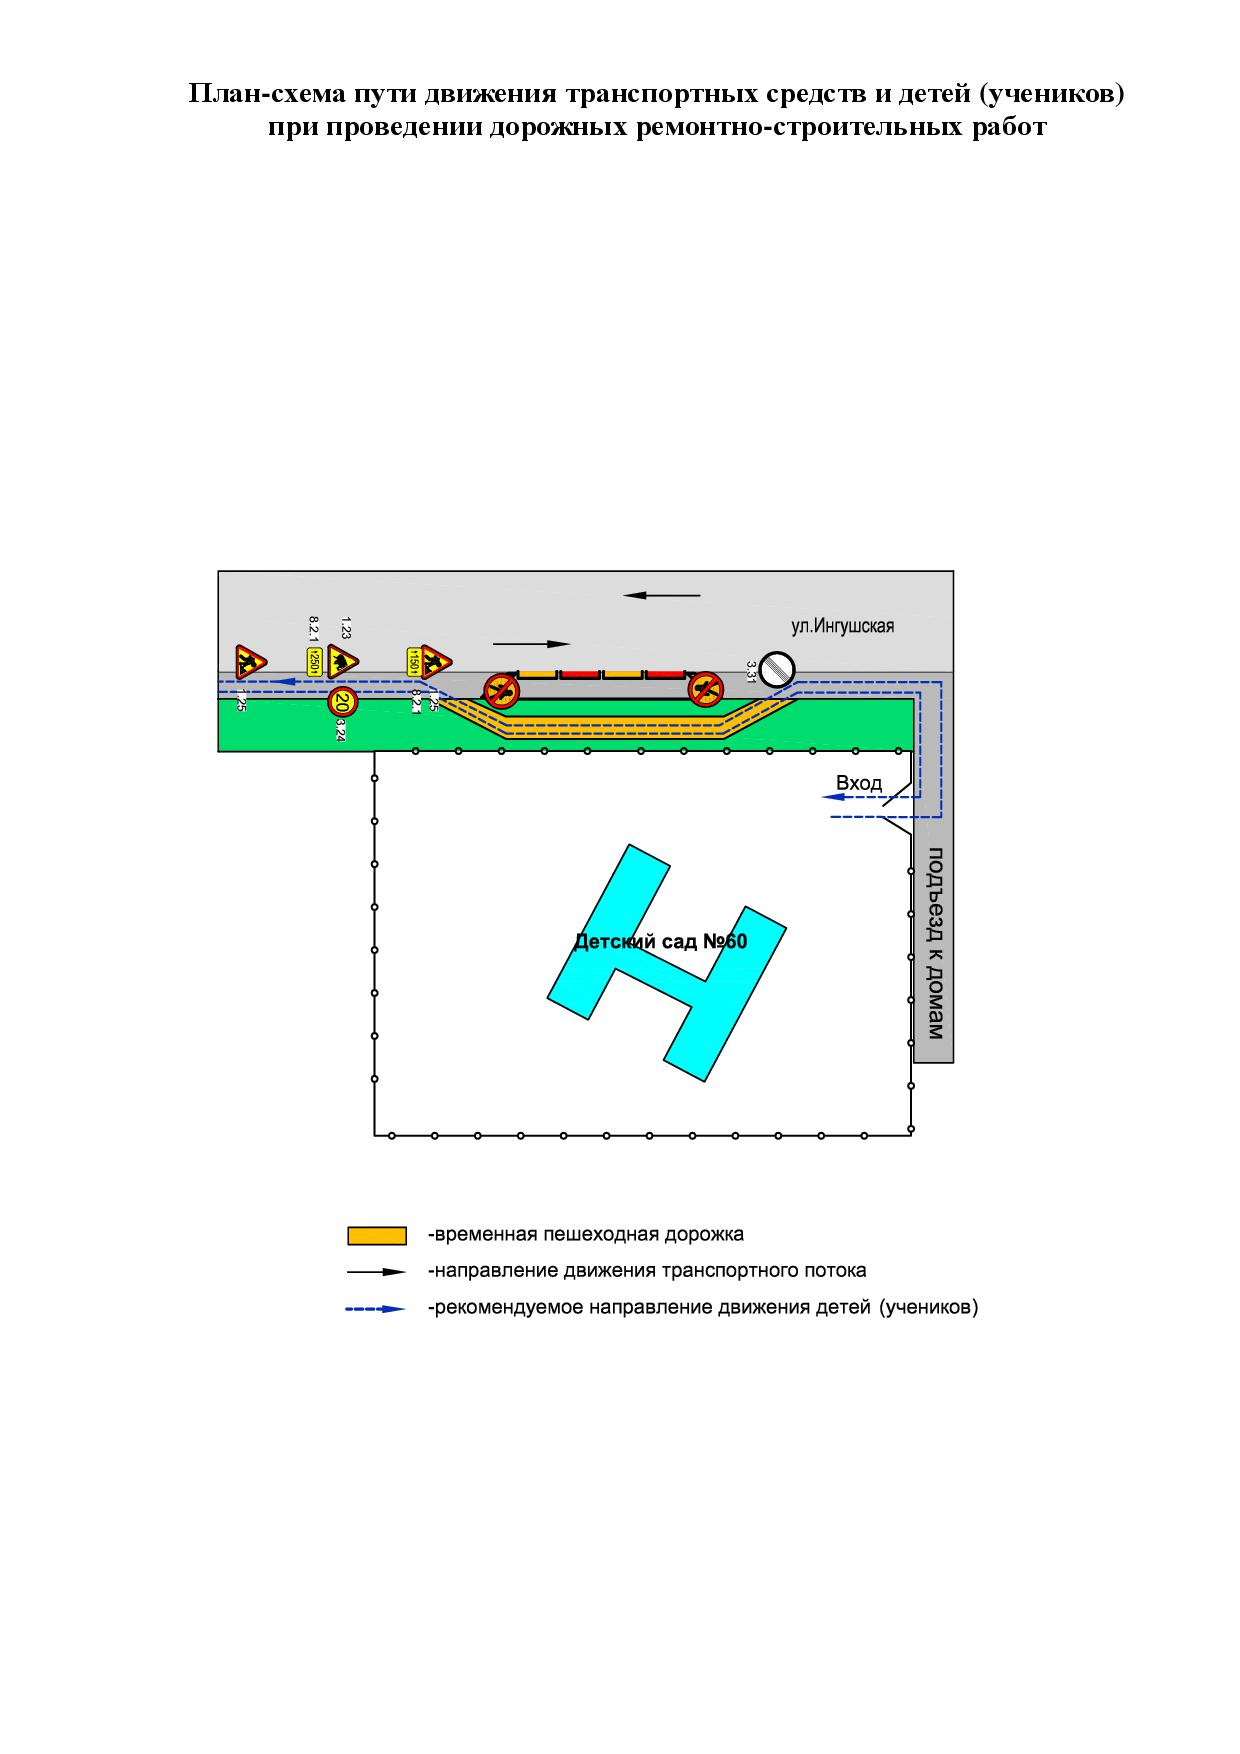 План-схема пути движения транспортных средств и детей (учеников)
при проведении дорожных ремонтно-строительных работ
ул.Ингушская
8.2.1
1.23
↑250↑
↑150↑
3.31
1.25
20
3.24
8.2.1
1.25
Вход
подъезд к домам
Детский сад №60
-временная пешеходная дорожка
-направление движения транспортного потока
-рекомендуемое направление движения детей (учеников)